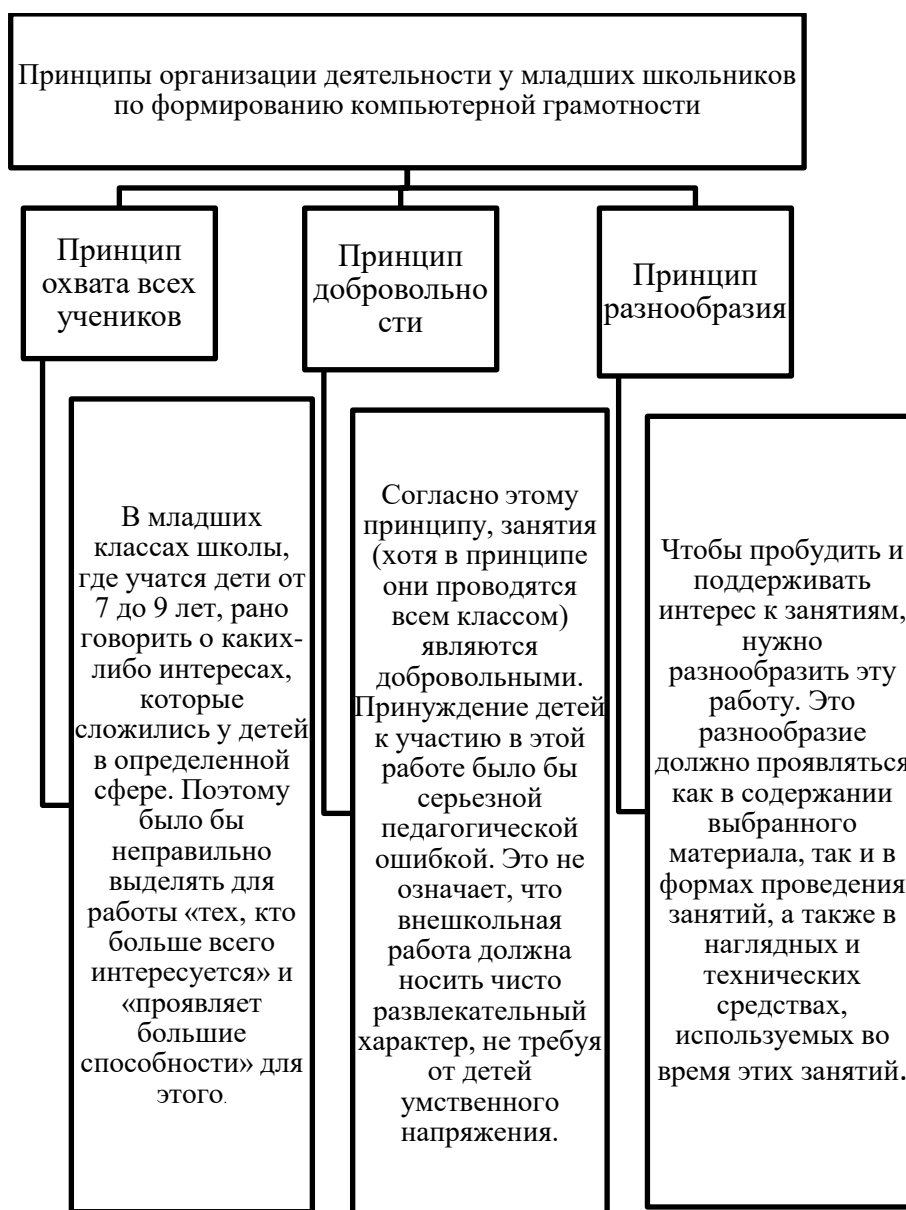 Принципы организации деятельности у младших школьников
по формированию компьютерной грамотности
Принцип
охвата всех
учеников
Принцип
добровольно
сти
Принцип
разнообразия
В младших
классах школы,
где учатся дети от
7 до 9 лет, рано
говорить о каких-
либо интересах,
которые
сложились у детей
в определенной
сфере. Поэтому
было бы
неправильно
выделять для
работы «тех, кто
больше всего
интересуется» и
«проявляет
большие
способности» для
этого.
Согласно этому
принципу, занятия
(хотя в принципе
они проводятся
всем классом)
являются
добровольными.
Принуждение детей
к участию в этой
работе было бы
серьезной
педагогической
ошибкой. Это не
означает, что
внешкольная
работа должна
носить чисто
развлекательный
характер, не требуя
от детей
умственного
напряжения.
Чтобы пробудить и
поддерживать
интерес к занятиям,
нужно
разнообразить эту
работу. Это
разнообразие
должно проявляться
как в содержании
выбранного
материала, так и в
формах проведения
занятий, а также в
наглядных и
технических
средствах,
используемых во
время этих занятий.